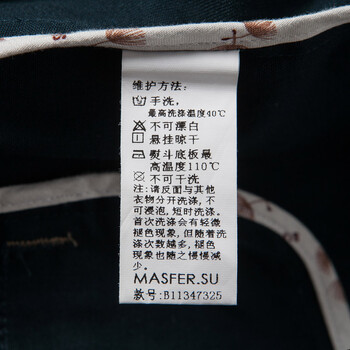 维护方法:
手洗,
最高洗涤温度40℃
不可漂白
悬挂晾干
熨斗底板最
高温度110℃
不可干洗
注:请反面与其他
衣物分开洗涤,不
可浸泡,短时洗涤。
首次洗涤会有轻微
褪色现象,但随着洗
涤次数越多,褪色
现象也随之慢慢减
少。
MASFER.SU
款号:B11347325